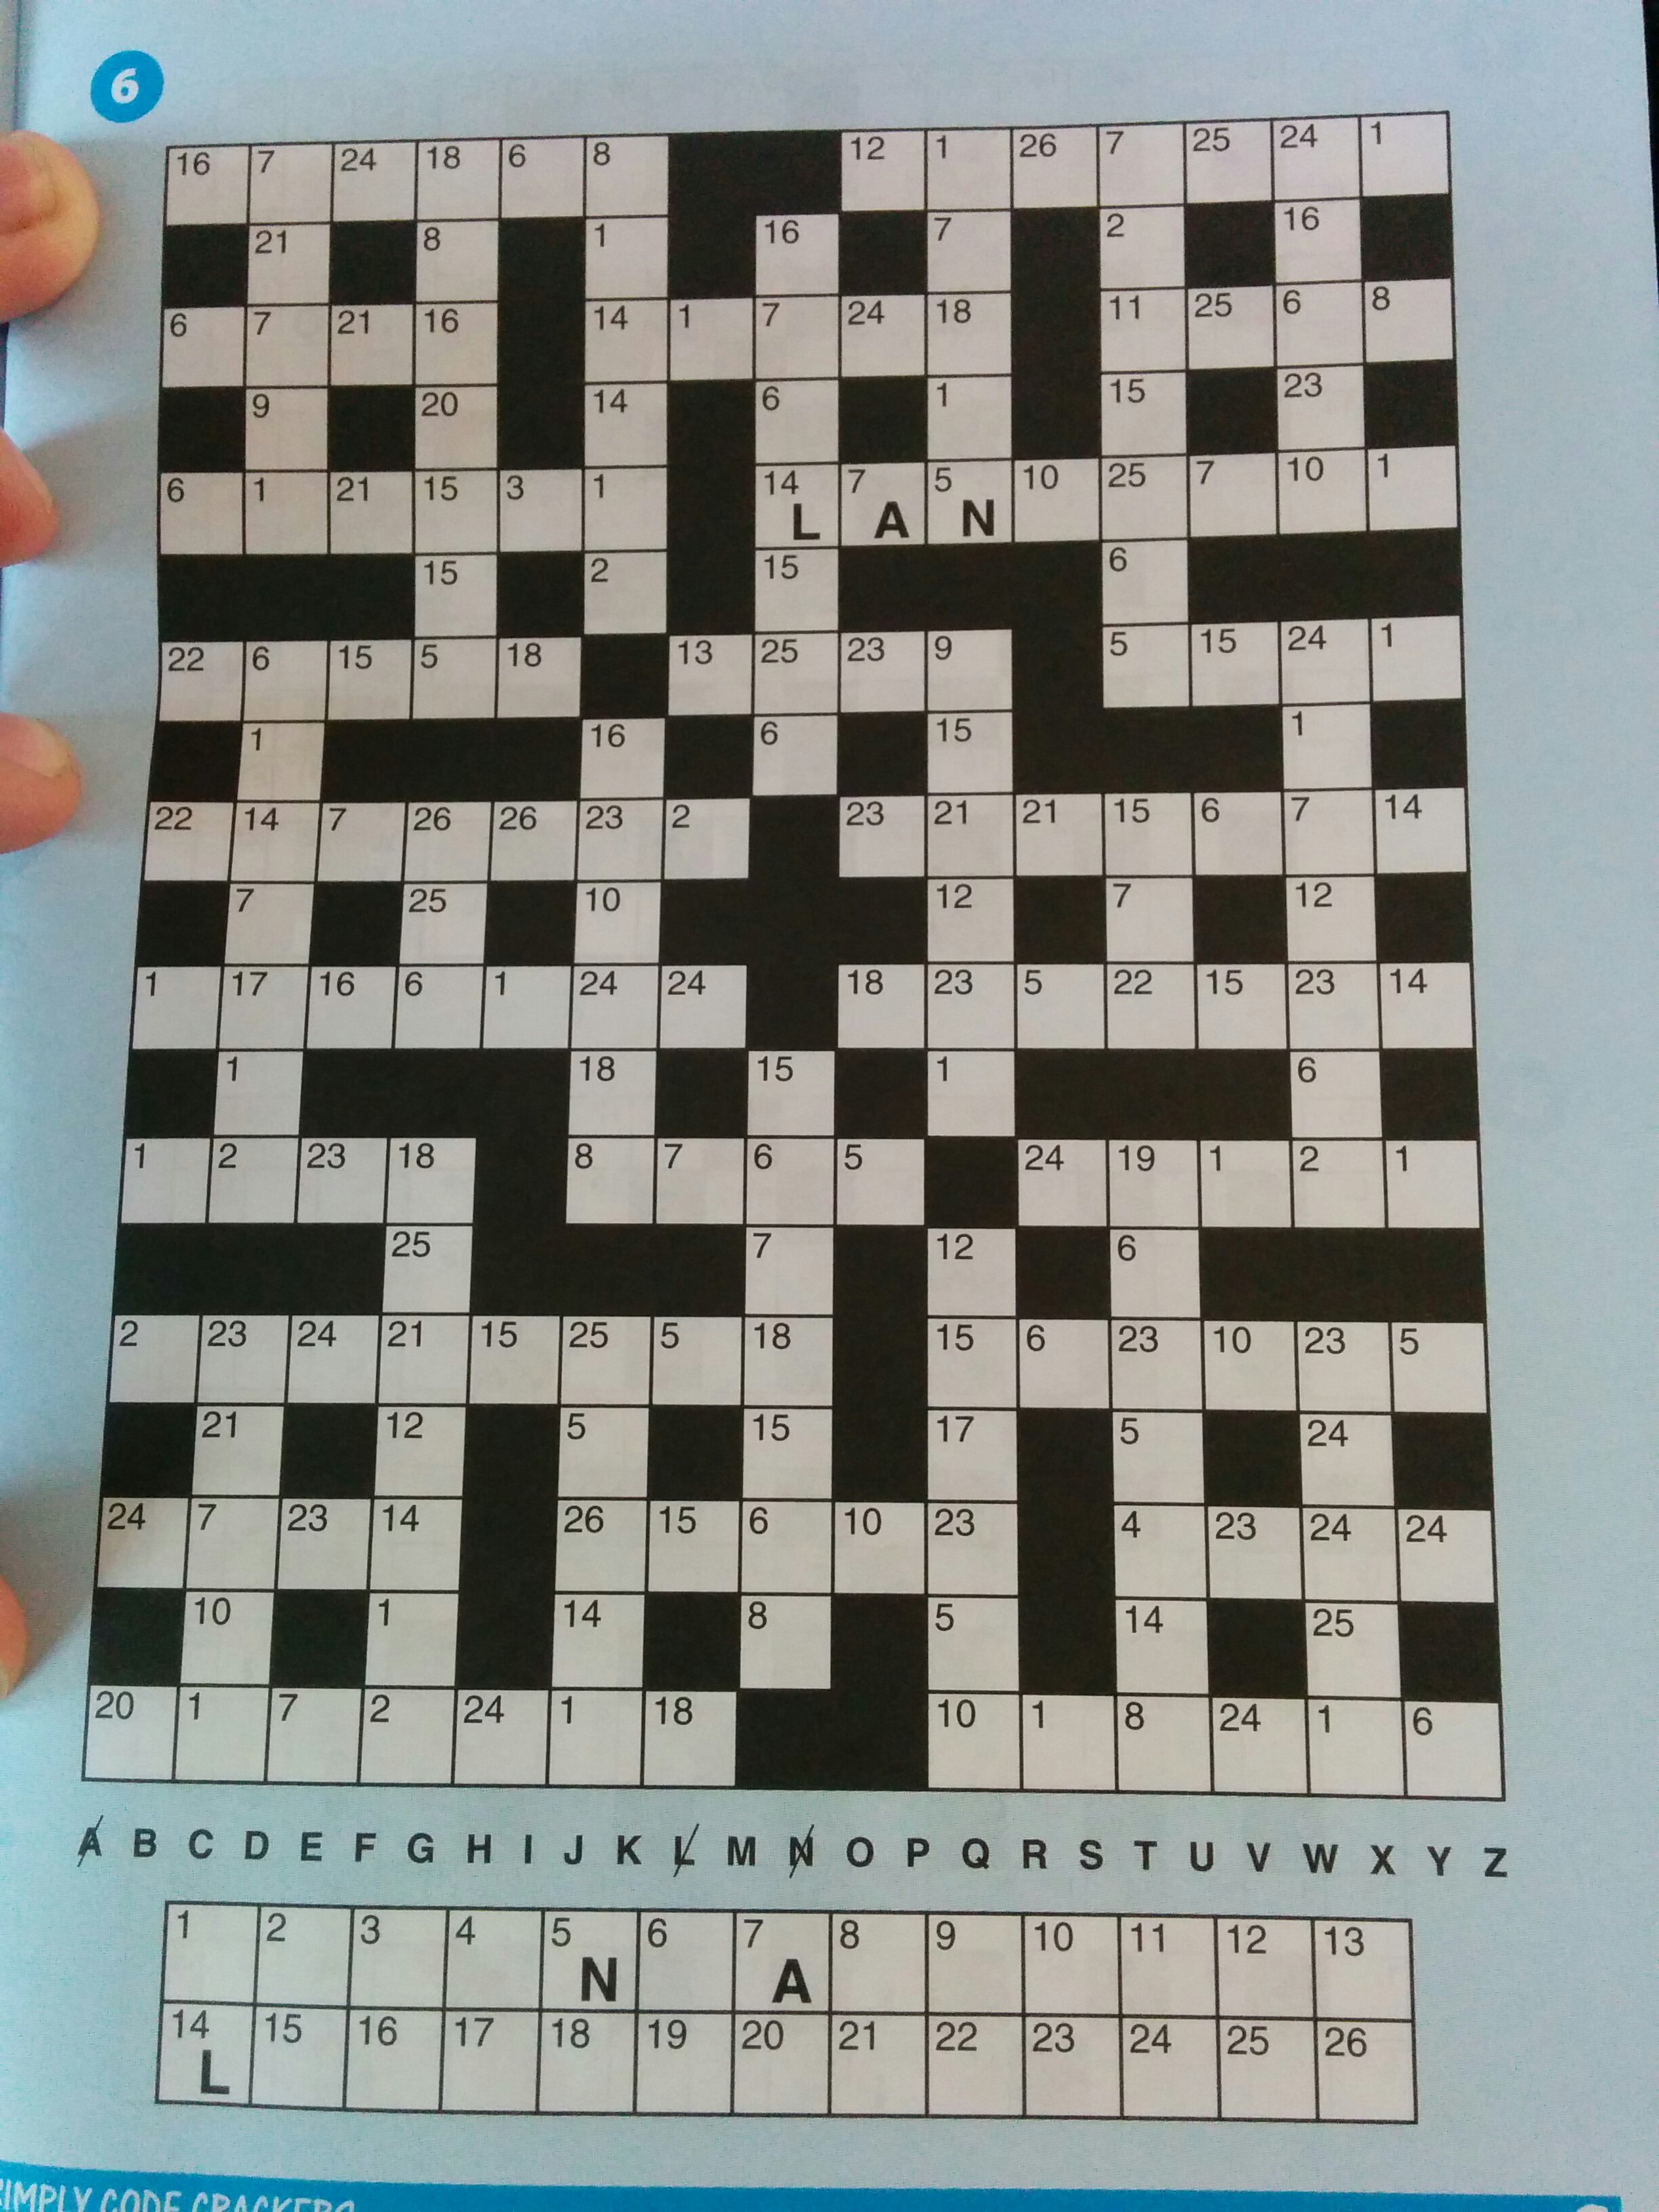 6
16 7 24 18 6 8 12 1 26 7 25 24 1
21 8 1 16 7 2 16
6 7 21 16 14 1 7 24 18 11 25 6 8
9 20 14 6 1 15 23
6 1 21 15 3 1 14 L 7 A 5 N 10 25 7 10 1
15 2 15 6
22 6 15 5 18 13 25 23 9 5 15 24 1
1 16 6 15 1
22 14 7 26 26 23 2 23 21 21 15 6 7 14
7 25 10 12 7 12
1 17 16 6 1 24 24 18 23 5 22 15 23 14
1 18 15 1 6
1 2 23 18 8 7 6 5 24 19 1 2 1
25 7 12 6
2 23 24 21 15 25 5 18 15 6 23 10 23 5
21 12 5 15 17 5 24
24 7 23 14 26 15 6 10 23 4 23 24 24
10 1 14 8 5 14 25
20 1 7 2 24 1 18 10 1 8 24 1 6
A B C D E F G H I J K L M N O P Q R S T U V W X Y Z
1 2 3 4 5 N 6 7 A 8 9 10 11 12 13
14 L 15 16 17 18 19 20 21 22 23 24 25 26
SIMPLY CODE CRACKERS